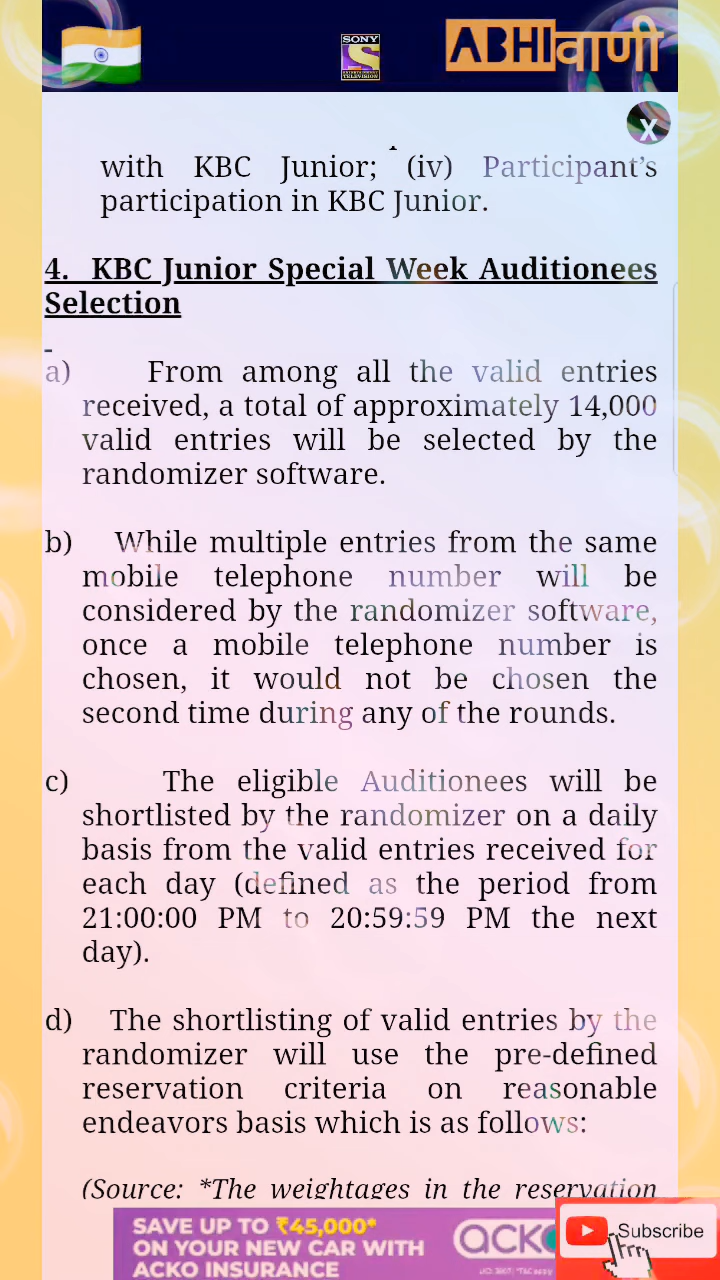 SONY
ENTERTAINMENT
TELEVISION
ABHIवाणी
X
with KBC Junior; (iv) Participant's
participation in KBC Junior.
4. KBC Junior Special Week Auditionees
Selection
a) From among all the valid entries
received, a total of approximately 14,000
valid entries will be selected by the
randomizer software.
b) While multiple entries from the same
mobile telephone number will be
considered by the randomizer software,
once a mobile telephone number is
chosen, it would not be chosen the
second time during any of the rounds.
c) The eligible Auditionees will be
shortlisted by the randomizer on a daily
basis from the valid entries received for
each day (defined as the period from
21:00:00 PM to 20:59:59 PM the next
day).
d) The shortlisting of valid entries by the
randomizer will use the pre-defined
reservation criteria on reasonable
endeavors basis which is as follows:
(Source: *The weightages in the reservation
SAVE UP TO ₹45,000*
ON YOUR NEW CAR WITH
ACKO INSURANCE
acko
Subscribe